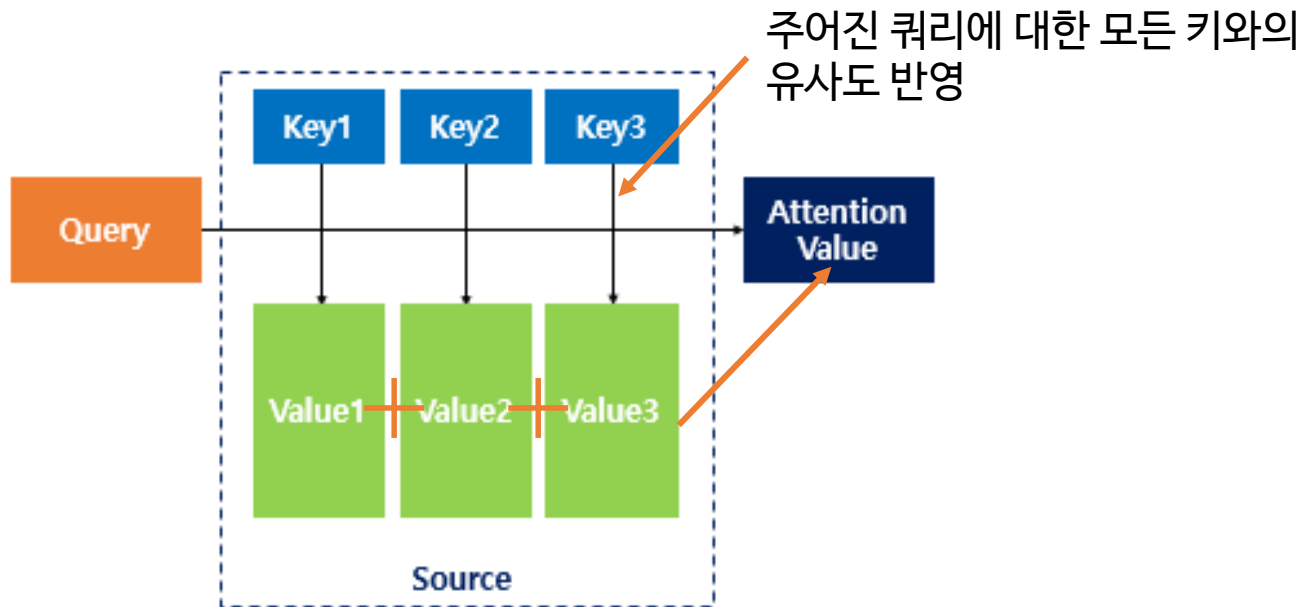 주어진 쿼리에 대한 모든 키와의
유사도 반영
Key1
Key2
Key3
Query
Attention
Value
Value1
Value2
Value3
Source